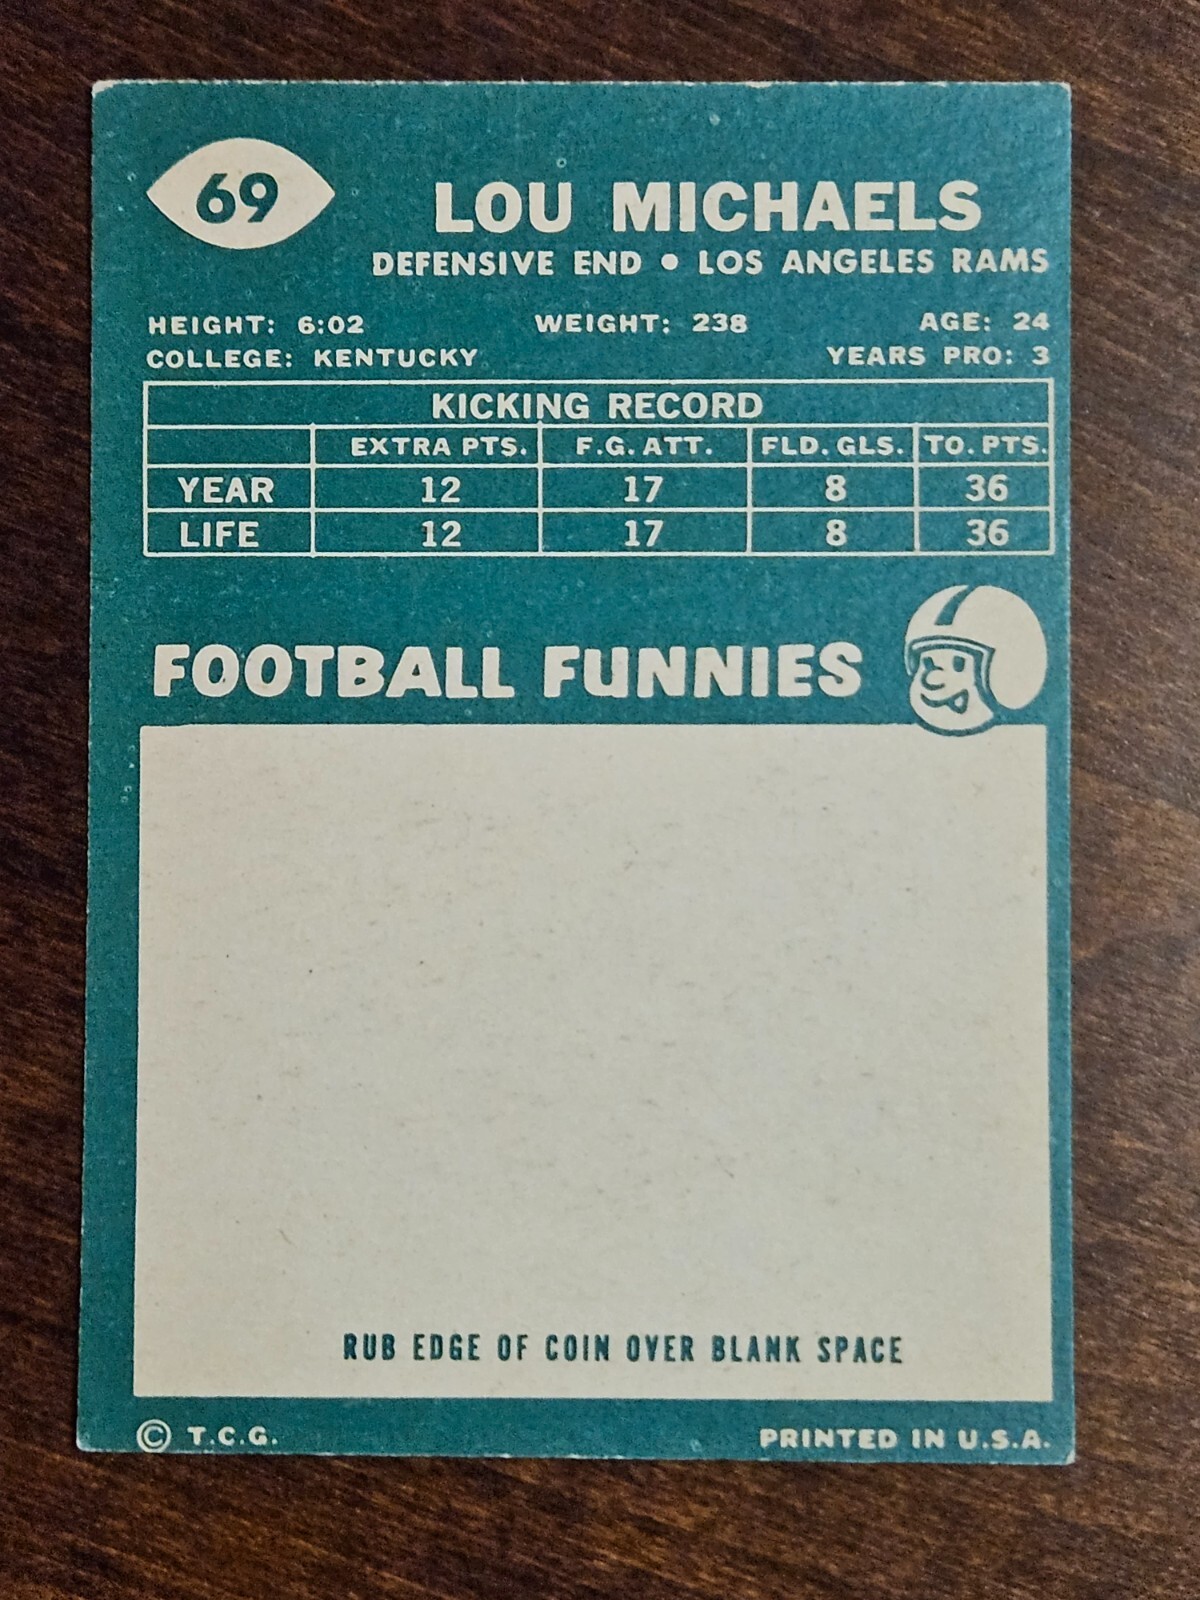 69
LOU MICHAELS
DEFENSIVE END • LOS ANGELES RAMS
HEIGHT: 6:02 WEIGHT: 238 AGE: 24
COLLEGE: KENTUCKY YEARS PRO: 3
KICKING RECORD
EXTRA PTS. F.G. ATT. FLD. GLS. TO. PTS.
YEAR 12 17 8 36
LIFE 12 17 8 36
FOOTBALL FUNNIES
RUB EDGE OF COIN OVER BLANK SPACE
© T.C.G. PRINTED IN U.S.A.